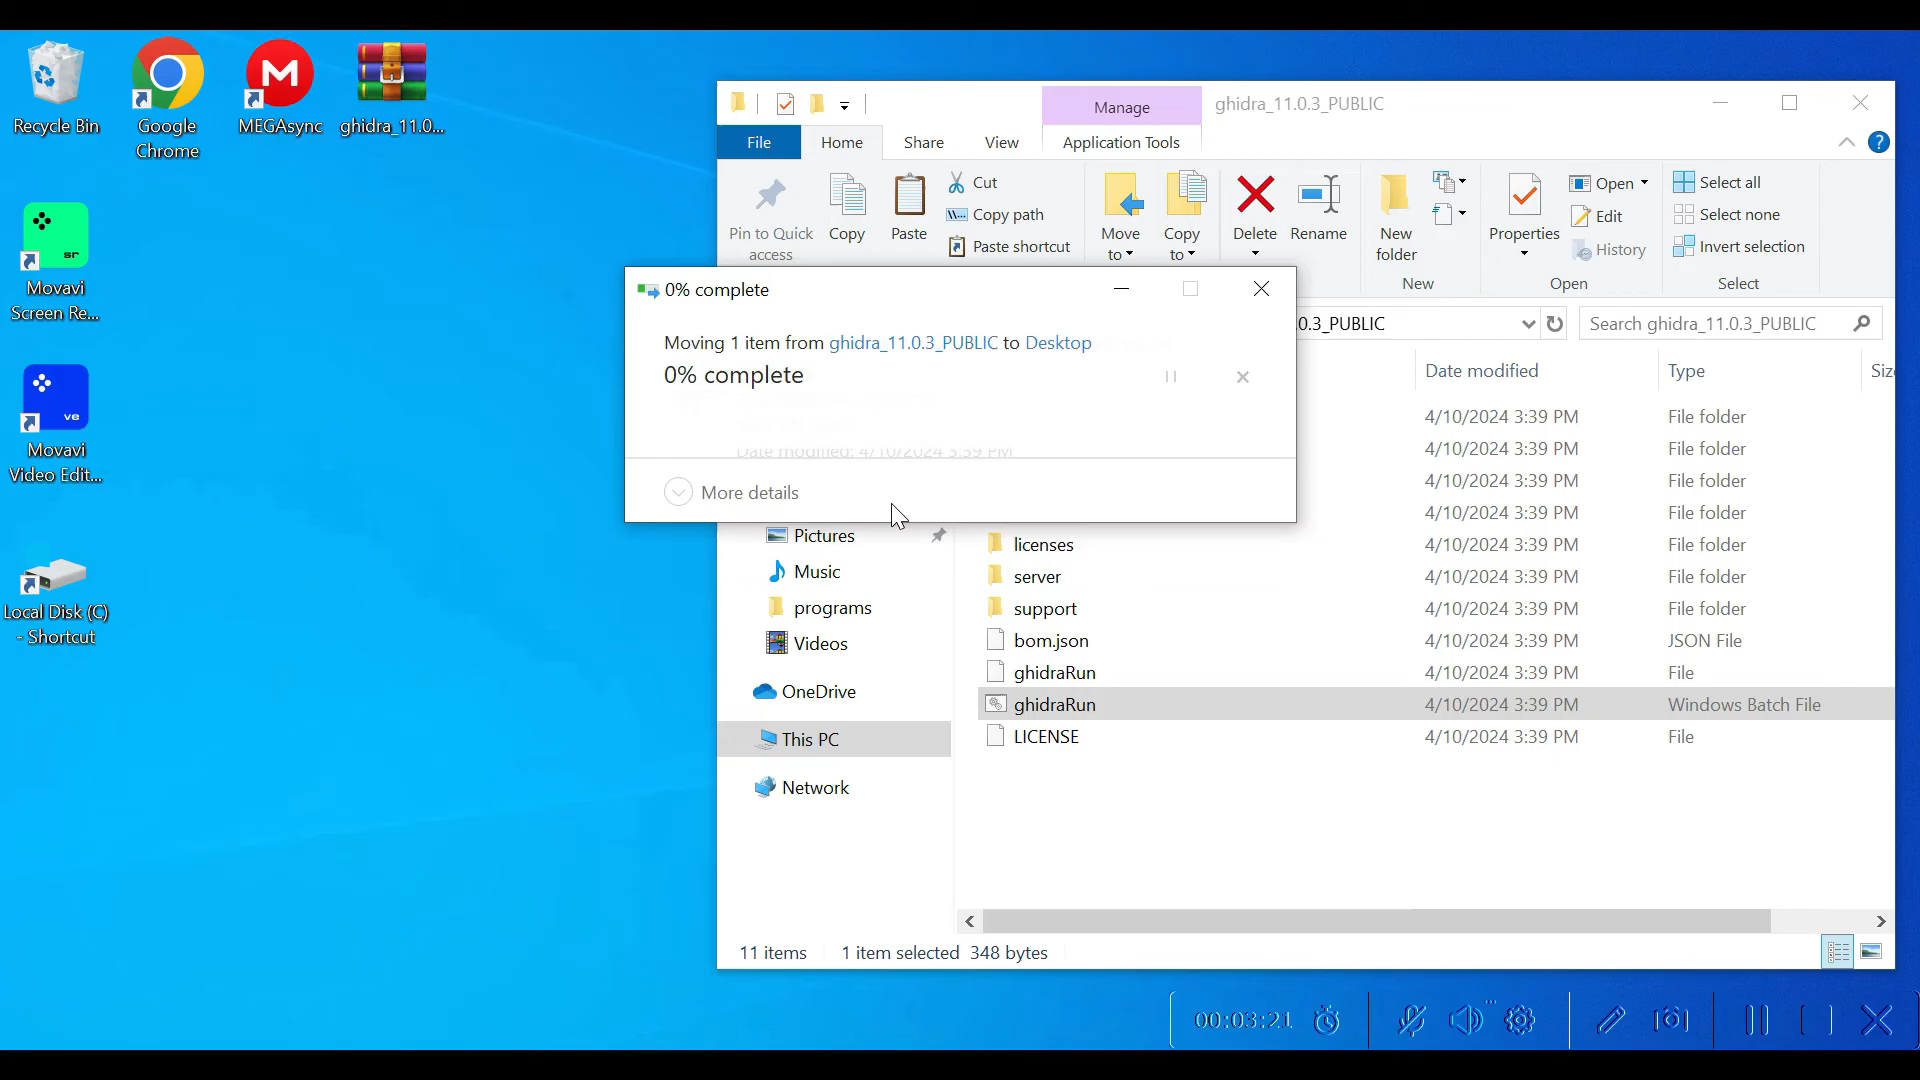 Recycle Bin
Google
Chrome
MEGAsync
ghidra_11.0...
sr
Movavi
Screen Re...
ve
Movavi
Video Edit...
Local Disk (C)
- Shortcut
Manage
ghidra_11.0.3_PUBLIC
File
Home
Share
View
Application Tools
Pin to Quick
access
Copy
Paste
Cut
Copy path
Paste shortcut
Move
to
Copy
to
Delete
Rename
New
folder
New
Properties
Open
Edit
History
Open
Select all
Select none
Invert selection
Select
0% complete
Moving 1 item from ghidra_11.0.3_PUBLIC to Desktop
0% complete
Date modified: 4/10/2024 3:39 PM
More details
.0.3_PUBLIC
Search ghidra_11.0.3_PUBLIC
Date modified
Type
Siz
4/10/2024 3:39 PM File folder
4/10/2024 3:39 PM File folder
4/10/2024 3:39 PM File folder
4/10/2024 3:39 PM File folder
licenses 4/10/2024 3:39 PM File folder
server 4/10/2024 3:39 PM File folder
support 4/10/2024 3:39 PM File folder
bom.json 4/10/2024 3:39 PM JSON File
ghidraRun 4/10/2024 3:39 PM File
ghidraRun 4/10/2024 3:39 PM Windows Batch File
LICENSE 4/10/2024 3:39 PM File
Pictures
Music
programs
Videos
OneDrive
This PC
Network
11 items
1 item selected 348 bytes
00:03:21